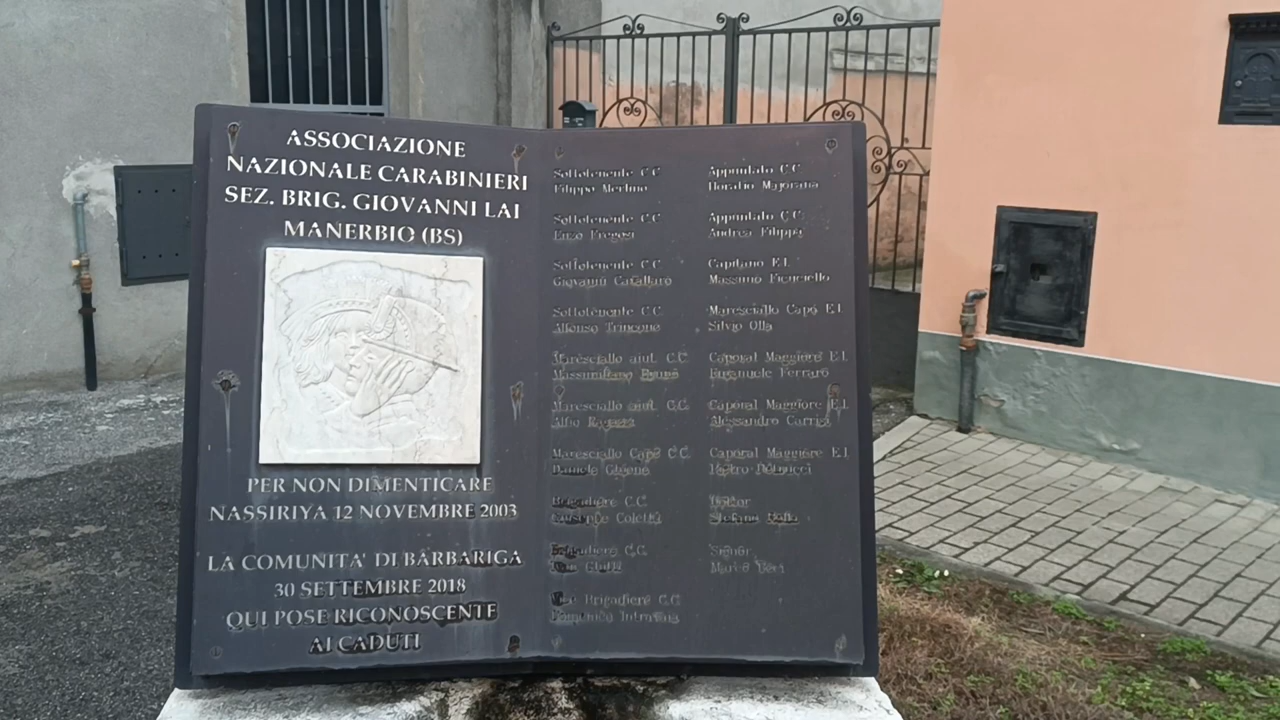 ASSOCIAZIONE
NAZIONALE CARABINIERI
SEZ. BRIG. GIOVANNI LAI
MANERBIO (BS)
PER NON DIMENTICARE
NASSIRIYA 12 NOVEMBRE 2003
LA COMUNITA' DI BARBARIGA
30 SETTEMBRE 2018
QUI POSE RICONOSCENTE
AI CADUTI
Sottotenente C.C.
Filippo Merlino
Sottotenente C.C.
Enzo Fregosi
Sottotenente C.C.
Giovanni Cavallaro
Sottotenente C.C.
Alfonso Trincone
Maresciallo aiut. C.C.
Massimiliano Bruno
Maresciallo aiut. C.C.
Alfio Ragazzi
Maresciallo Capo C.C.
Daniele Ghione
Brigadiere C.C.
Giuseppe Coletta
Brigadiere C.C.
Vice Brigadiere C.C.
Domenico Intravaia
Appuntato C.C.
Horatio Majorana
Appuntato C.C.
Andrea Filippa
Capitano E.I.
Massimo Ficuciello
Maresciallo Capo E.I.
Silvio Olla
Caporal Maggiore E.I.
Emanuele Ferraro
Caporal Maggiore E.I.
Alessandro Carrisi
Caporal Maggiore E.I.
Pietro Petrucci
Stefano Rolla
Signor
Marco Beci